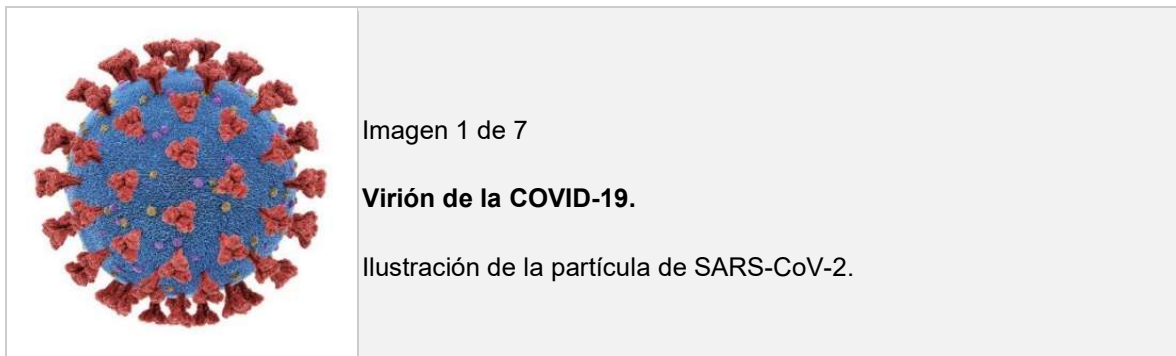 Imagen 1 de 7
Virión de la COVID-19.
Ilustración de la partícula de SARS-CoV-2.